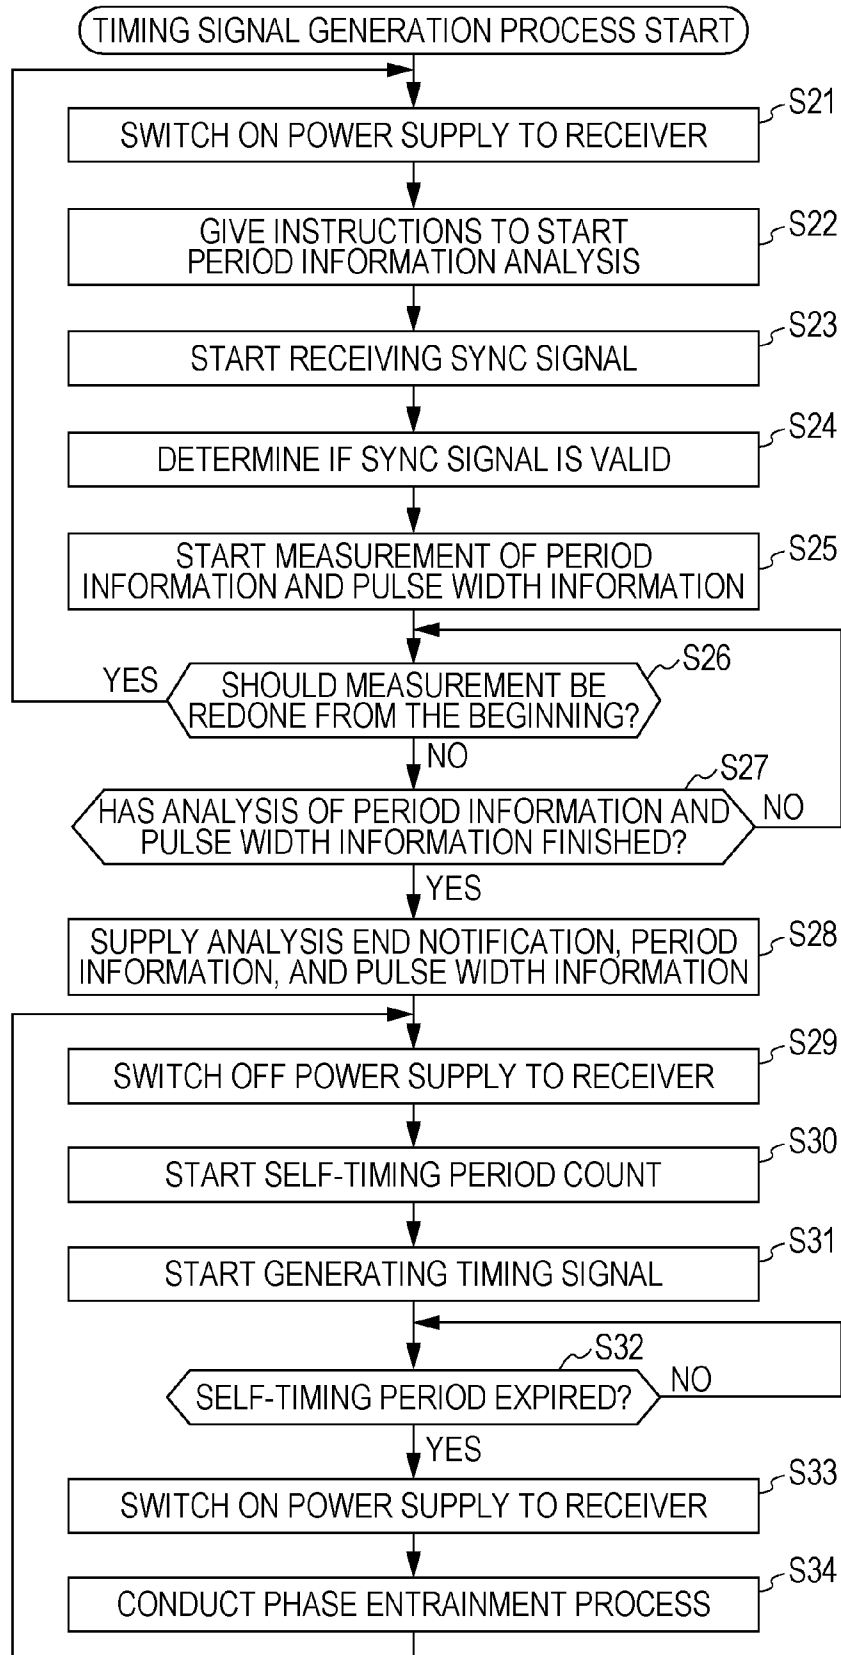 TIMING SIGNAL GENERATION PROCESS START
S21
SWITCH ON POWER SUPPLY TO RECEIVER
S22
GIVE INSTRUCTIONS TO START
PERIOD INFORMATION ANALYSIS
S23
START RECEIVING SYNC SIGNAL
S24
DETERMINE IF SYNC SIGNAL IS VALID
S25
START MEASUREMENT OF PERIOD
INFORMATION AND PULSE WIDTH INFORMATION
S26
YES
SHOULD MEASUREMENT BE
REDONE FROM THE BEGINNING?
NO
S27
HAS ANALYSIS OF PERIOD INFORMATION AND
PULSE WIDTH INFORMATION FINISHED?
NO
YES
S28
SUPPLY ANALYSIS END NOTIFICATION, PERIOD
INFORMATION, AND PULSE WIDTH INFORMATION
S29
SWITCH OFF POWER SUPPLY TO RECEIVER
S30
START SELF-TIMING PERIOD COUNT
S31
START GENERATING TIMING SIGNAL
S32
SELF-TIMING PERIOD EXPIRED?
NO
YES
S33
SWITCH ON POWER SUPPLY TO RECEIVER
S34
CONDUCT PHASE ENTRAINMENT PROCESS